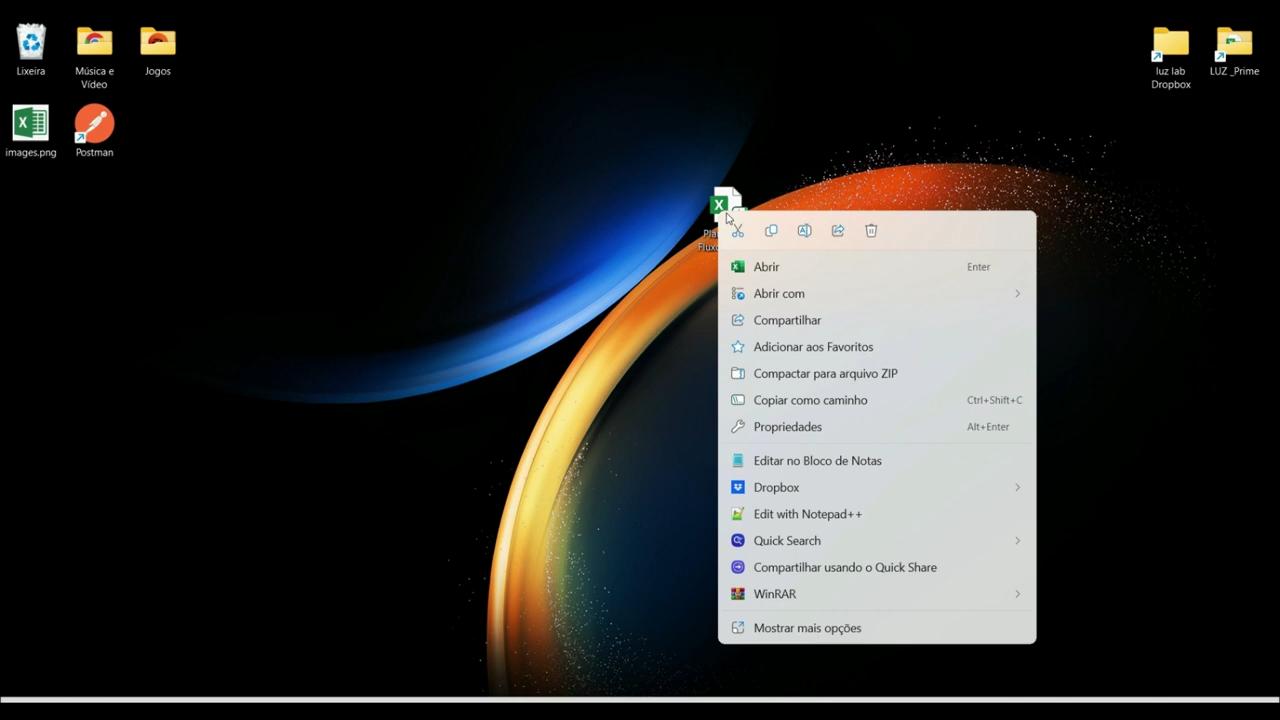 Lixeira
Música e
Vídeo
Jogos
luz lab
Dropbox
LUZ _Prime
images.png
Postman
Abrir Enter
Abrir com
Compartilhar
Adicionar aos Favoritos
Compactar para arquivo ZIP
Copiar como caminho Ctrl+Shift+C
Propriedades Alt+Enter
Editar no Bloco de Notas
Dropbox
Edit with Notepad++
Quick Search
Compartilhar usando o Quick Share
WinRAR
Mostrar mais opções